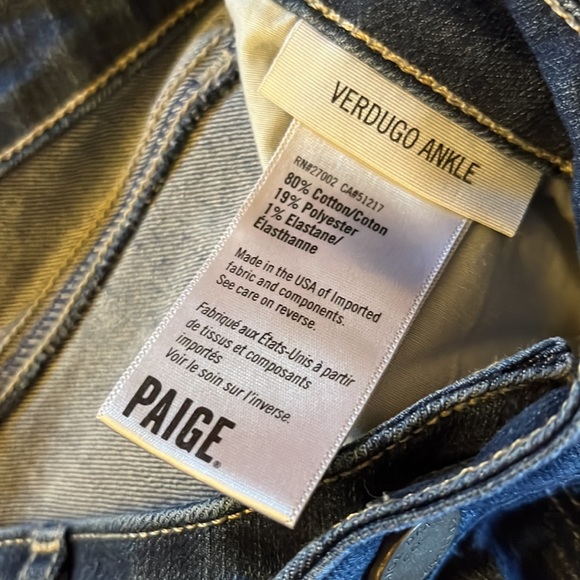 VERDUGO ANKLE
RN#27002 CA#51217
80% Cotton/Coton
19% Polyester
1% Elastane/
Élasthanne
Made in the USA of Imported
fabric and components.
See care on reverse.
Fabriqué aux États-Unis à partir
de tissus et composants
importés
Voir le soin sur l'inverse.
PAIGE®